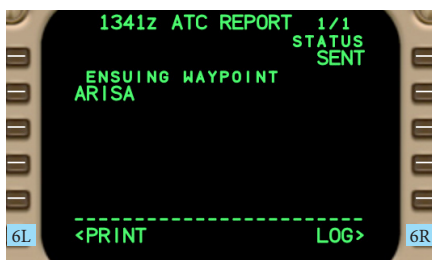 1341z ATC REPORT 1/1
STATUS
SENT
ENSUING WAYPOINT
ARISA
------------------------
6L <PRINT LOG> 6R